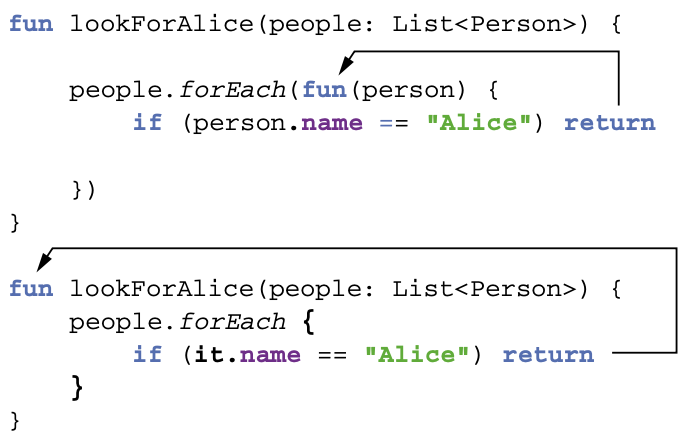 fun lookForAlice(people: List<Person>) {
    people.forEach(fun(person) {
        if (person.name == "Alice") return
    })
}
fun lookForAlice(people: List<Person>) {
    people.forEach {
        if (it.name == "Alice") return
    }
}